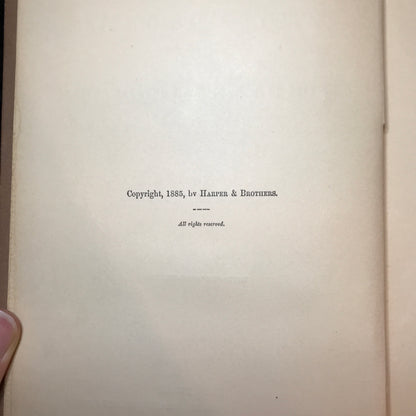 Copyright, 1885, by Harper & Brothers.
All rights reserved.